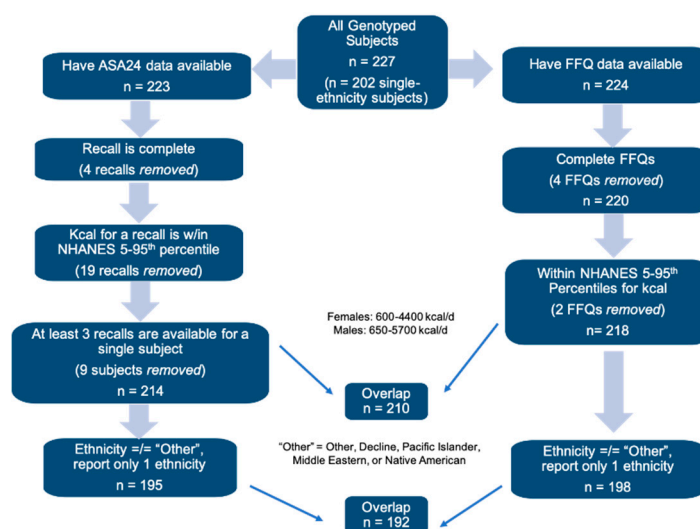 All Genotyped
Subjects
n = 227
(n = 202 single-
ethnicity subjects)
Have ASA24 data available
n = 223
Recall is complete
(4 recalls removed)
Kcal for a recall is w/in
NHANES 5-95th percentile
(19 recalls removed)
At least 3 recalls are available for a
single subject
(9 subjects removed)
n = 214
Ethnicity =/= “Other”,
report only 1 ethnicity
n = 195
Have FFQ data available
n = 224
Complete FFQs
(4 FFQs removed)
n = 220
Within NHANES 5-95th
Percentiles for kcal
(2 FFQs removed)
n= 218
Ethnicity =/= “Other”,
report only 1 ethnicity
n = 198
Females: 600-4400 kcal/d
Males: 650-5700 kcal/d
Overlap
n = 210
“Other” = Other, Decline, Pacific Islander,
Middle Eastern, or Native American
Overlap
n = 192